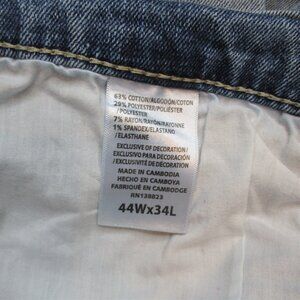 63% COTTON/ALGODÓN/COTON
29% POLYESTER/POLIÉSTER
/POLYESTER
7% RAYON/RAYÓN/RAYONNE
1% SPANDEX/ELASTANO
/ELASTHANE
EXCLUSIVE OF DECORATION/
EXCLUSIVO PARA DECORACIÓN
/EXCLUSIVITÉ DE DÉCORATION
MADE IN CAMBODIA
HECHO EN CAMBOYA
FABRIQUÉ EN CAMBODGE
RN138823
44Wx34L